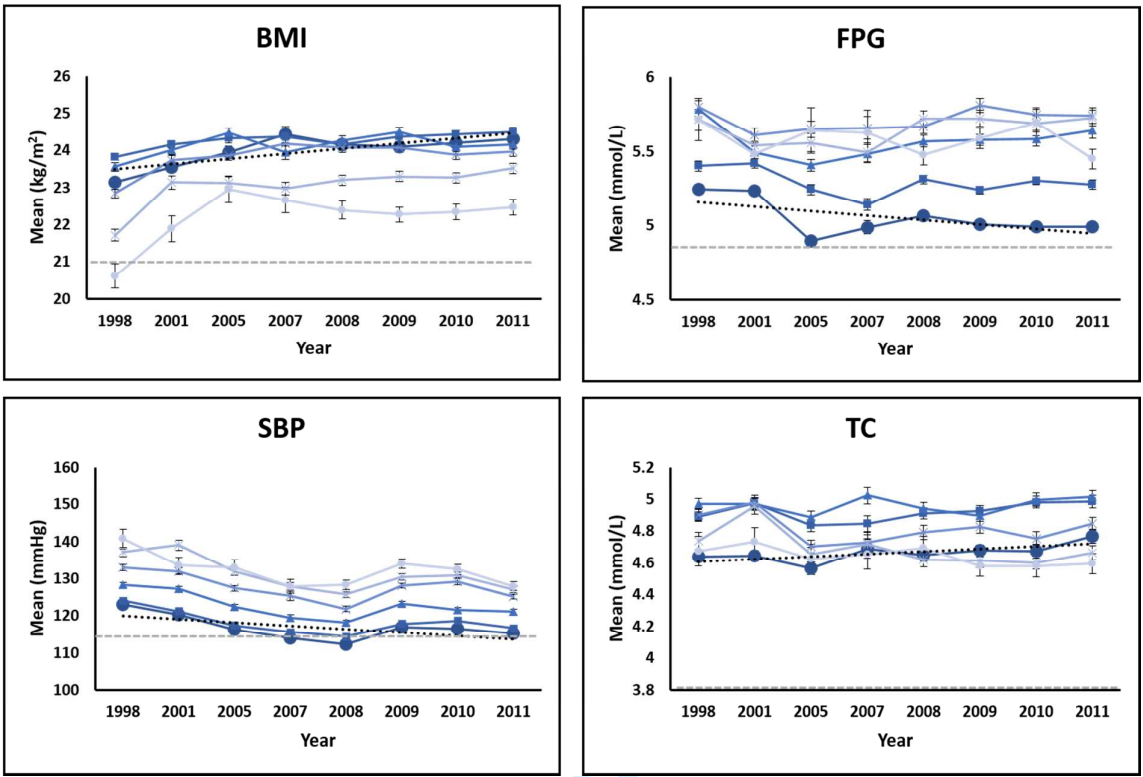 BMI
26
25
24
23
22
21
20
Mean (kg/m²)
1998 2001 2005 2007 2008 2009 2010 2011
Year
FPG
6
5.5
5
4.5
Mean (mmol/L)
1998 2001 2005 2007 2008 2009 2010 2011
Year
SBP
160
150
140
130
120
110
100
Mean (mmHg)
1998 2001 2005 2007 2008 2009 2010 2011
Year
TC
5.2
5
4.8
4.6
4.4
4.2
4
3.8
Mean (mmol/L)
1998 2001 2005 2007 2008 2009 2010 2011
Year